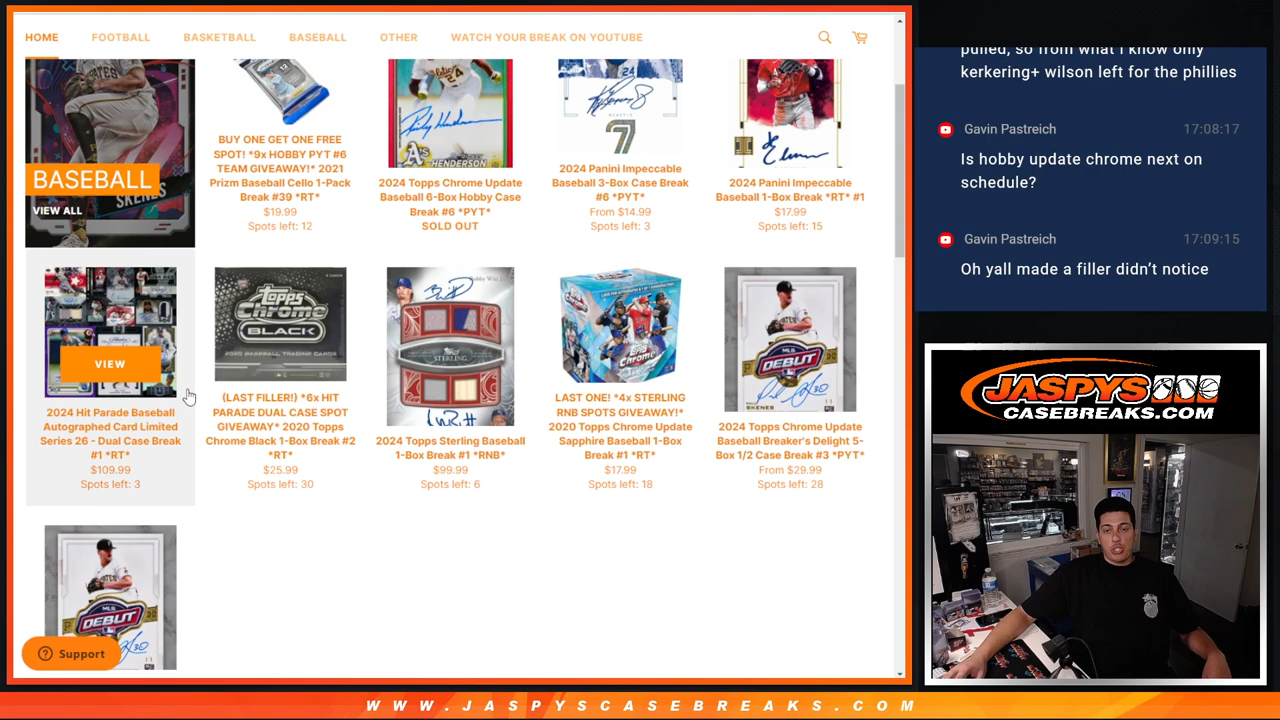 HOME
FOOTBALL
BASKETBALL
BASEBALL
OTHER
WATCH YOUR BREAK ON YOUTUBE
BASEBALL
VIEW ALL
BUY ONE GET ONE FREE
SPOT! *9x HOBBY PYT #6
TEAM GIVEAWAY!* 2021
Prizm Baseball Cello 1-Pack
Break #39 *RT*
$19.99
Spots left: 12
2024 Topps Chrome Update
Baseball 6-Box Hobby Case
Break #6 *PYT*
SOLD OUT
2024 Panini Impeccable
Baseball 3-Box Case Break
#6 *PYT*
From $14.99
Spots left: 3
2024 Panini Impeccable
Baseball 1-Box Break *RT* #1
$17.99
Spots left: 15
VIEW
2024 Hit Parade Baseball
Autographed Card Limited
Series 26 - Dual Case Break
#1 *RT*
$109.99
Spots left: 3
Topps
Chrome
BLACK
(LAST FILLER!) *6x HIT
PARADE DUAL CASE SPOT
GIVEAWAY* 2020 Topps
Chrome Black 1-Box Break #2
*RT*
$25.99
Spots left: 30
STERLING
2024 Topps Sterling Baseball
1-Box Break #1 *RNB*
$99.99
Spots left: 6
LAST ONE! *4x STERLING
RNB SPOTS GIVEAWAY!*
2020 Topps Chrome Update
Sapphire Baseball 1-Box
Break #1 *RT*
$17.99
Spots left: 18
MLB
DEBUT
2024 Topps Chrome Update
Baseball Breaker's Delight 5-
Box 1/2 Case Break #3 *PYT*
From $29.99
Spots left: 28
MLB
DEBUT
Support
pulled, so from what I know only
kerkering+ wilson left for the phillies
Gavin Pastreich
17:08:17
Is hobby update chrome next on
schedule?
Gavin Pastreich
17:09:15
Oh yall made a filler didn't notice
JASPYS
CASEBREAKS.COM
WWW.JASPYSCASEBREAKS.COM